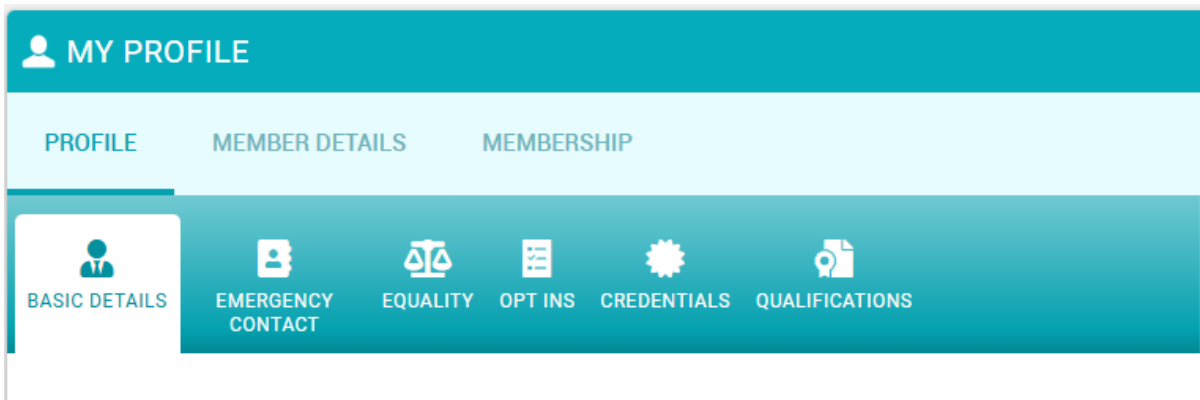 MY PROFILE
PROFILE MEMBER DETAILS MEMBERSHIP
BASIC DETAILS EMERGENCY CONTACT EQUALITY OPT INS CREDENTIALS QUALIFICATIONS